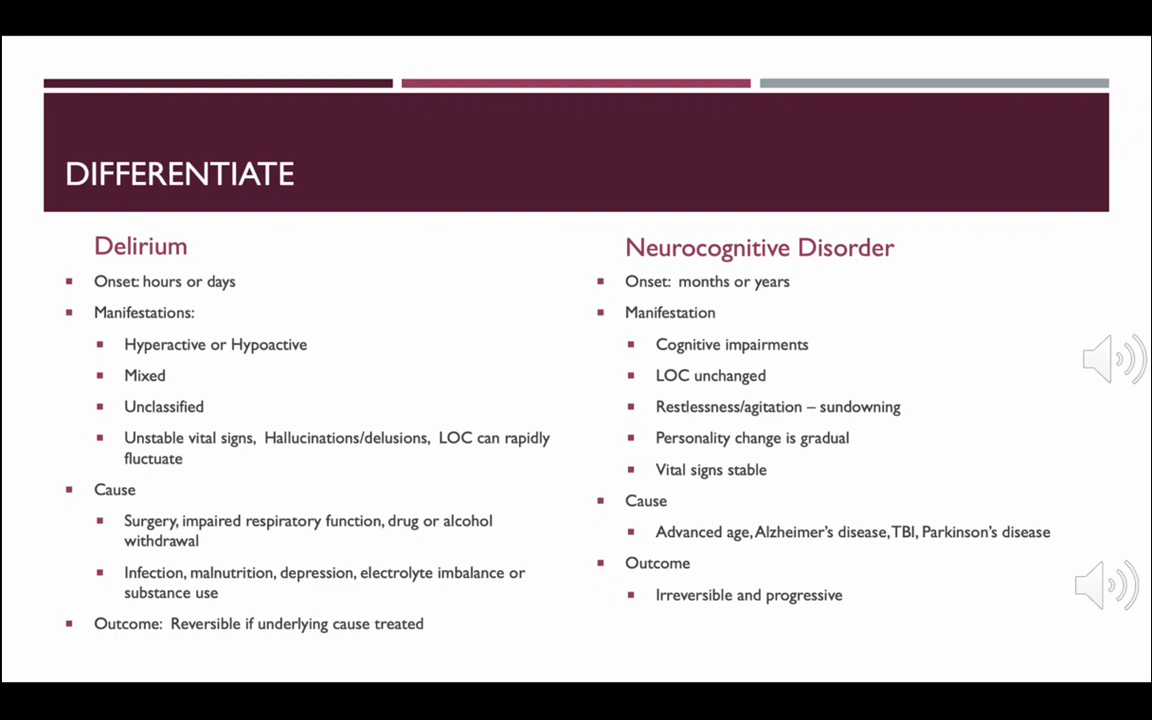 DIFFERENTIATE
Delirium
Onset: hours or days
Manifestations:
Hyperactive or Hypoactive
Mixed
Unclassified
Unstable vital signs, Hallucinations/delusions, LOC can rapidly
fluctuate
Cause
Surgery, impaired respiratory function, drug or alcohol
withdrawal
Infection, malnutrition, depression, electrolyte imbalance or
substance use
Outcome: Reversible if underlying cause treated
Neurocognitive Disorder
Onset: months or years
Manifestation
Cognitive impairments
LOC unchanged
Restlessness/agitation – sundowning
Personality change is gradual
Vital signs stable
Cause
Advanced age, Alzheimer's disease, TBI, Parkinson's disease
Outcome
Irreversible and progressive